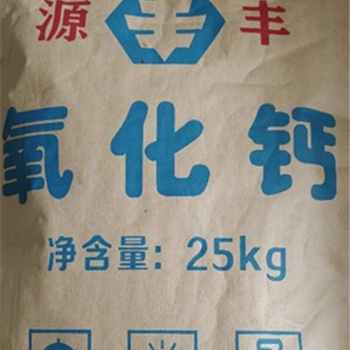 源 丰
氧化钙
净含量：25kg